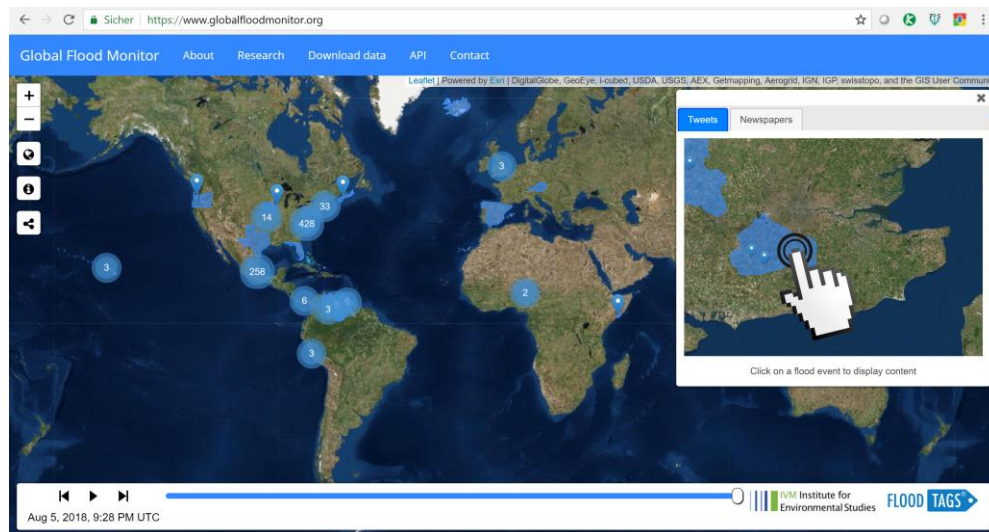 Sicher | https://www.globalfloodmonitor.org
Global Flood Monitor About Research Download data API Contact
Leaflet | Powered by Esri | DigitalGlobe, GeoEye, i-cubed, USDA, USGS, AEX, Getmapping, Aerogrid, IGN, IGP, swisstopo, and the GIS User Commun
+
−
Tweets Newspapers
3
33
14
428
3
258
2
6
3
3
Click on a flood event to display content
Aug 5, 2018, 9:28 PM UTC
IVM Institute for
Environmental Studies
FLOOD TAGS